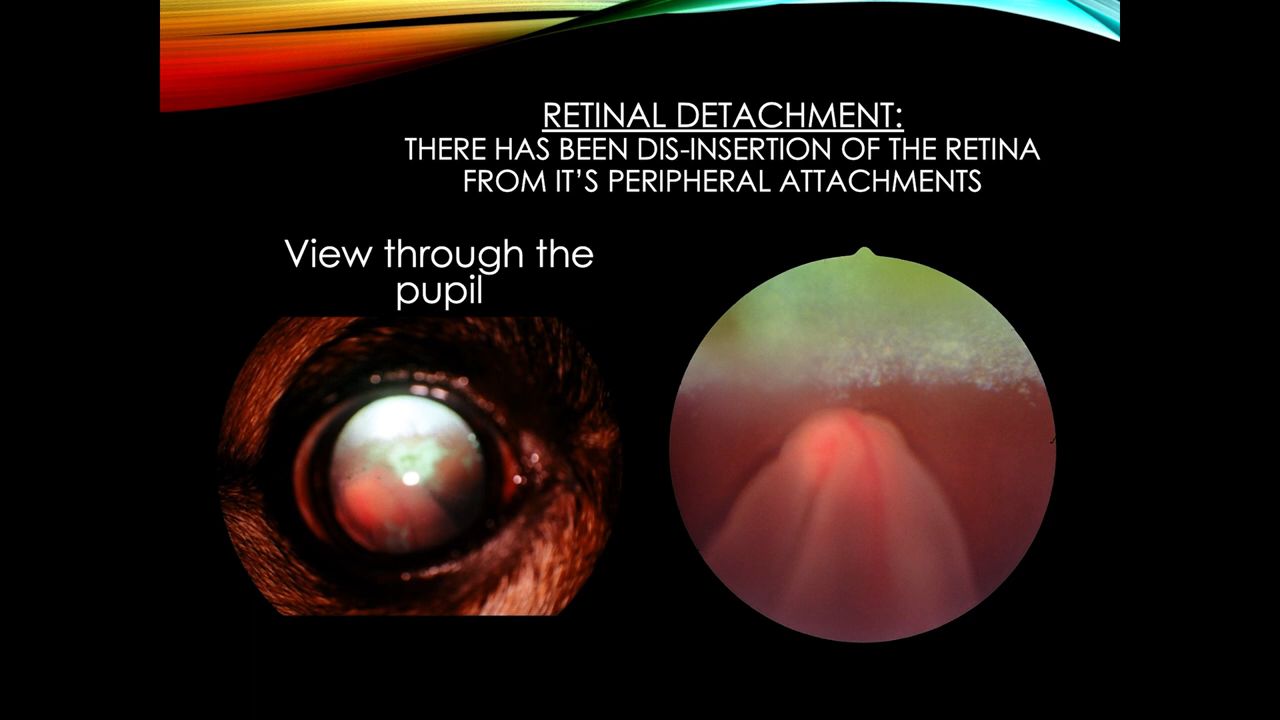 RETINAL DETACHMENT:
THERE HAS BEEN DIS-INSERTION OF THE RETINA
FROM IT’S PERIPHERAL ATTACHMENTS
View through the
pupil